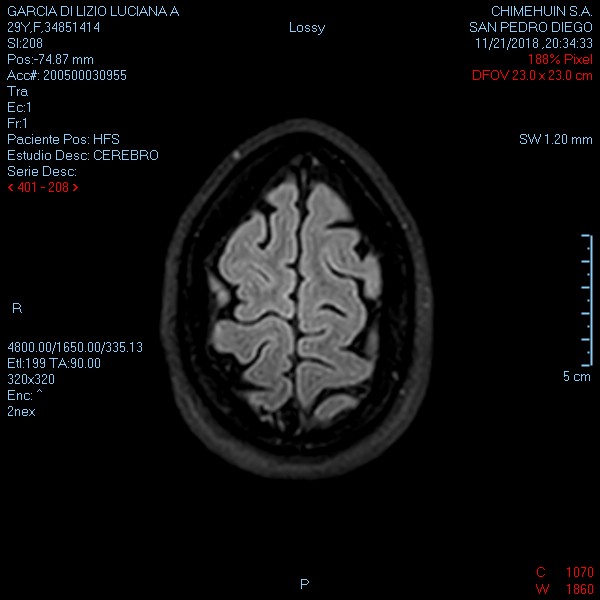 GARCIA DI LIZIO LUCIANA A
29Y,F,34851414
Sl:208
Pos:-74.87 mm
Acc#: 200500030955
Tra
Ec:1
Fr:1
Paciente Pos: HFS
Estudio Desc: CEREBRO
Serie Desc:
< 401 - 208 >
Lossy
CHIMEHUIN S.A.
SAN PEDRO DIEGO
11/21/2018 ,20:34:33
188% Pixel
DFOV 23.0 x 23.0 cm
SW 1.20 mm
R
4800.00/1650.00/335.13
Etl:199 TA:90.00
320x320
Enc: ^
2nex
5 cm
P
C 1070
W 1860